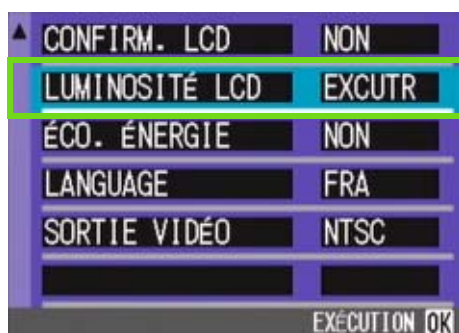 CONFIRM. LCD NON
LUMINOSITÉ LCD EXCUTR
ÉCO. ÉNERGIE NON
LANGUAGE FRA
SORTIE VIDÉO NTSC
EXÉCUTION OK